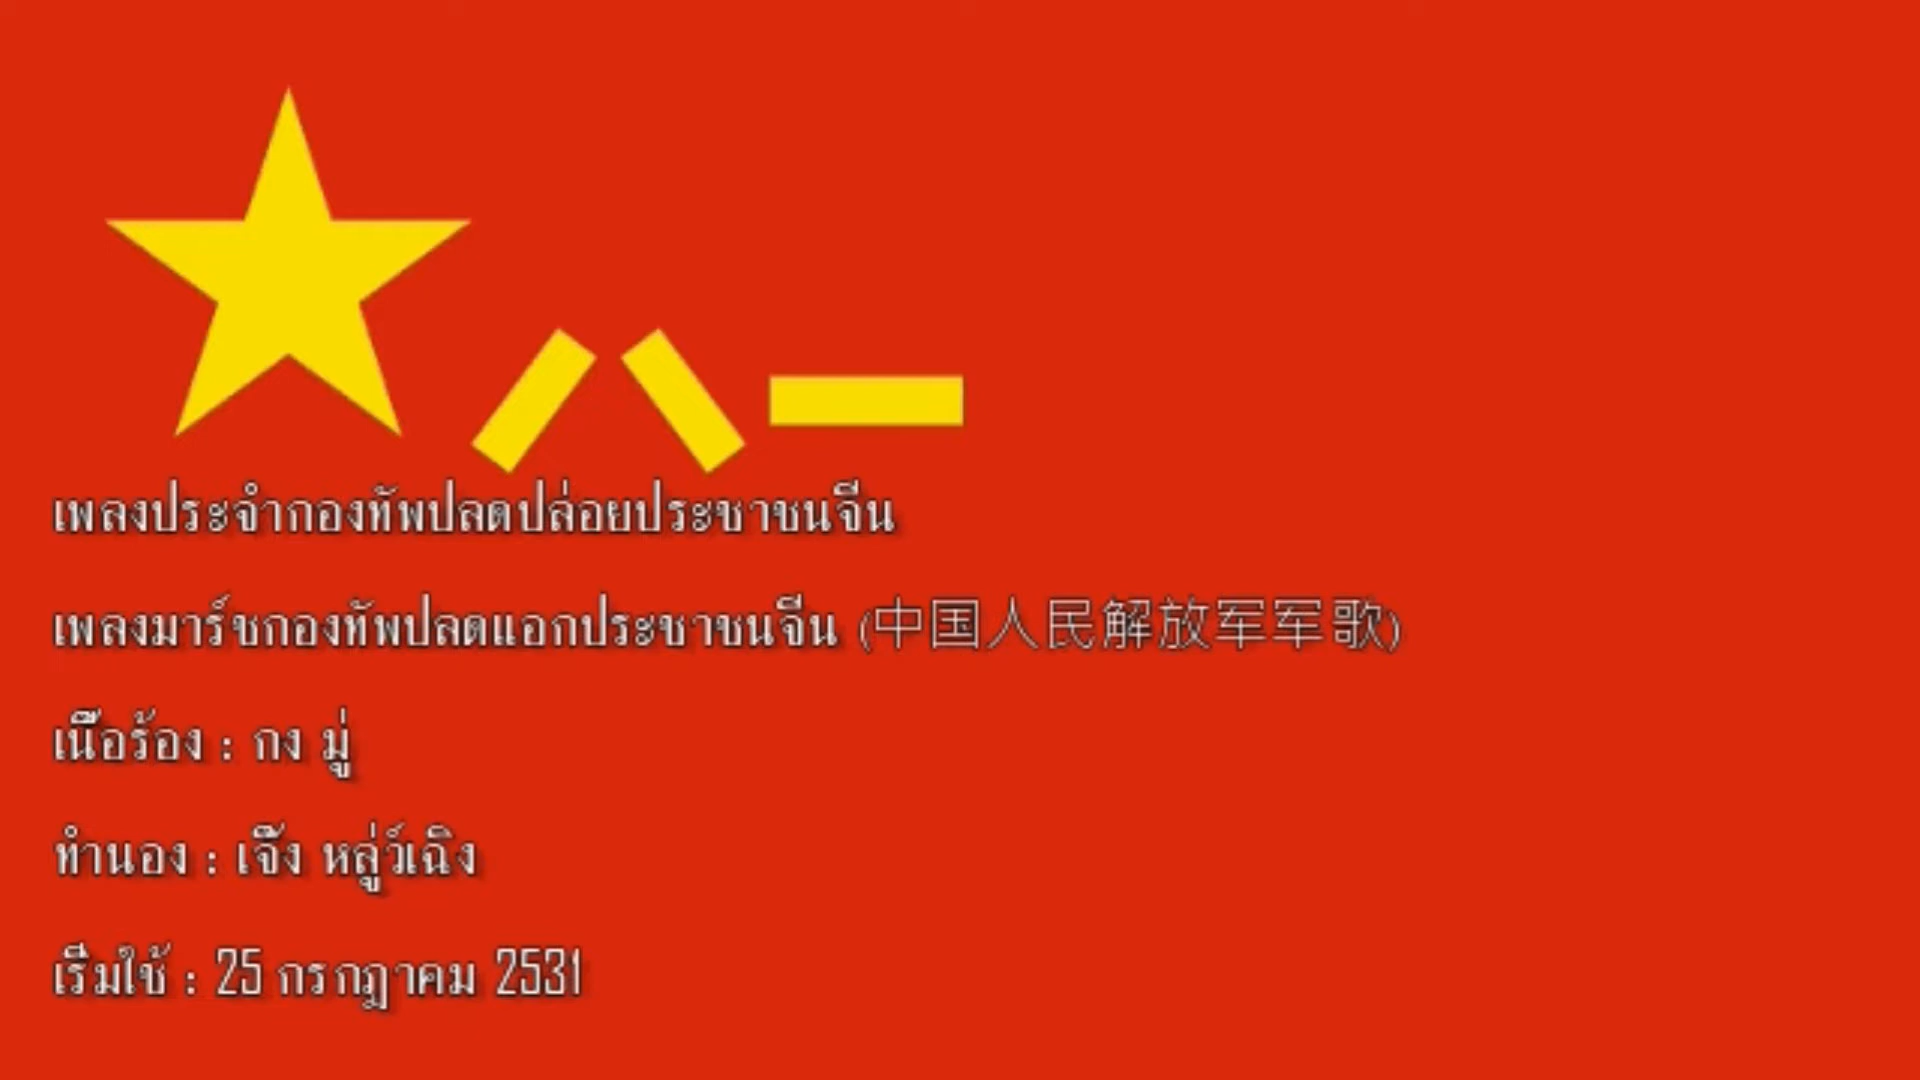 八一
เพลงประจำกองทัพปลดปล่อยประชาชนจีน
เพลงมาร์ชกองทัพปลดแอกประชาชนจีน (中国人民解放军军歌)
เนื้อร้อง : กง มู่
ทำนอง : เจิ้ง หลู่ว์เฉิง
เริ่มใช้ : 25 กรกฎาคม 2531